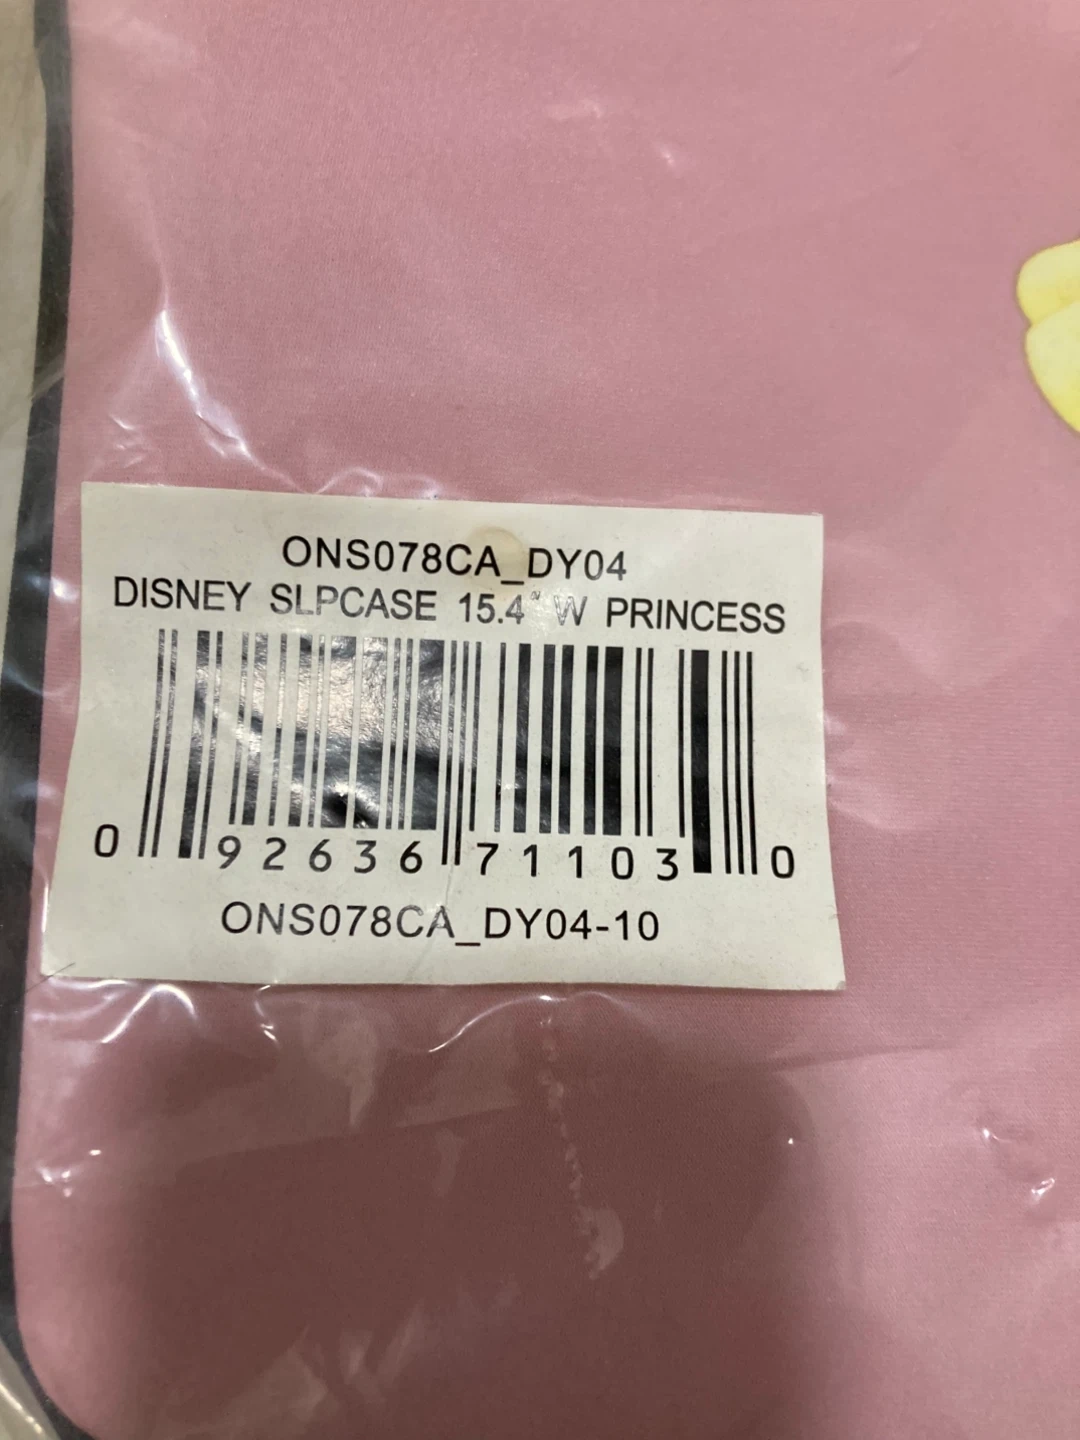 ONS078CA_DY04
DISNEY SLPCASE 15.4" W PRINCESS
0 92636 71103 0
ONS078CA_DY04-10